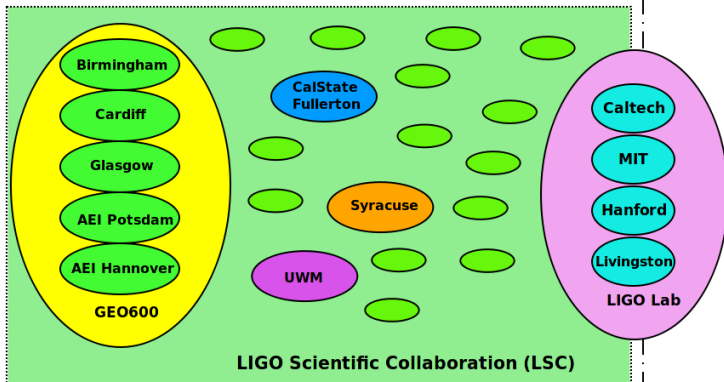 Birmingham
Cardiff
Glasgow
AEI Potsdam
AEI Hannover
GEO600
CalState
Fullerton
Syracuse
UWM
Caltech
MIT
Hanford
Livingston
LIGO Lab
LIGO Scientific Collaboration (LSC)